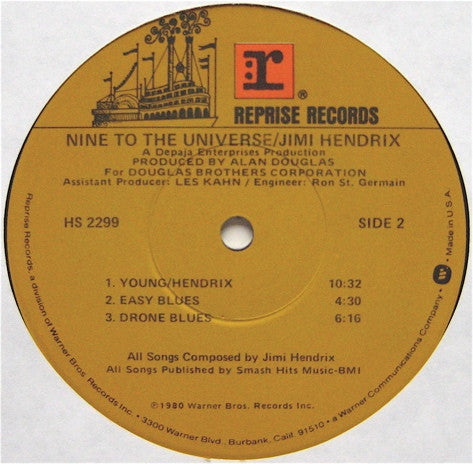 r
®
REPRISE RECORDS
NINE TO THE UNIVERSE/JIMI HENDRIX
A Depaja Enterprises Production
PRODUCED BY ALAN DOUGLAS
For DOUGLAS BROTHERS CORPORATION
Assistant Producer: LES KAHN / Engineer: Ron St. Germain
HS 2299
SIDE 2
1. YOUNG/HENDRIX 10:32
2. EASY BLUES 4:30
3. DRONE BLUES 6:16
All Songs Composed by Jimi Hendrix
All Songs Published by Smash Hits Music-BMI
℗1980 Warner Bros. Records Inc.
Reprise Records, a division of Warner Bros. Records Inc. • 3300 Warner Blvd., Burbank, Calif. 91510 • a Warner Communications Company • W • Made in U.S.A.